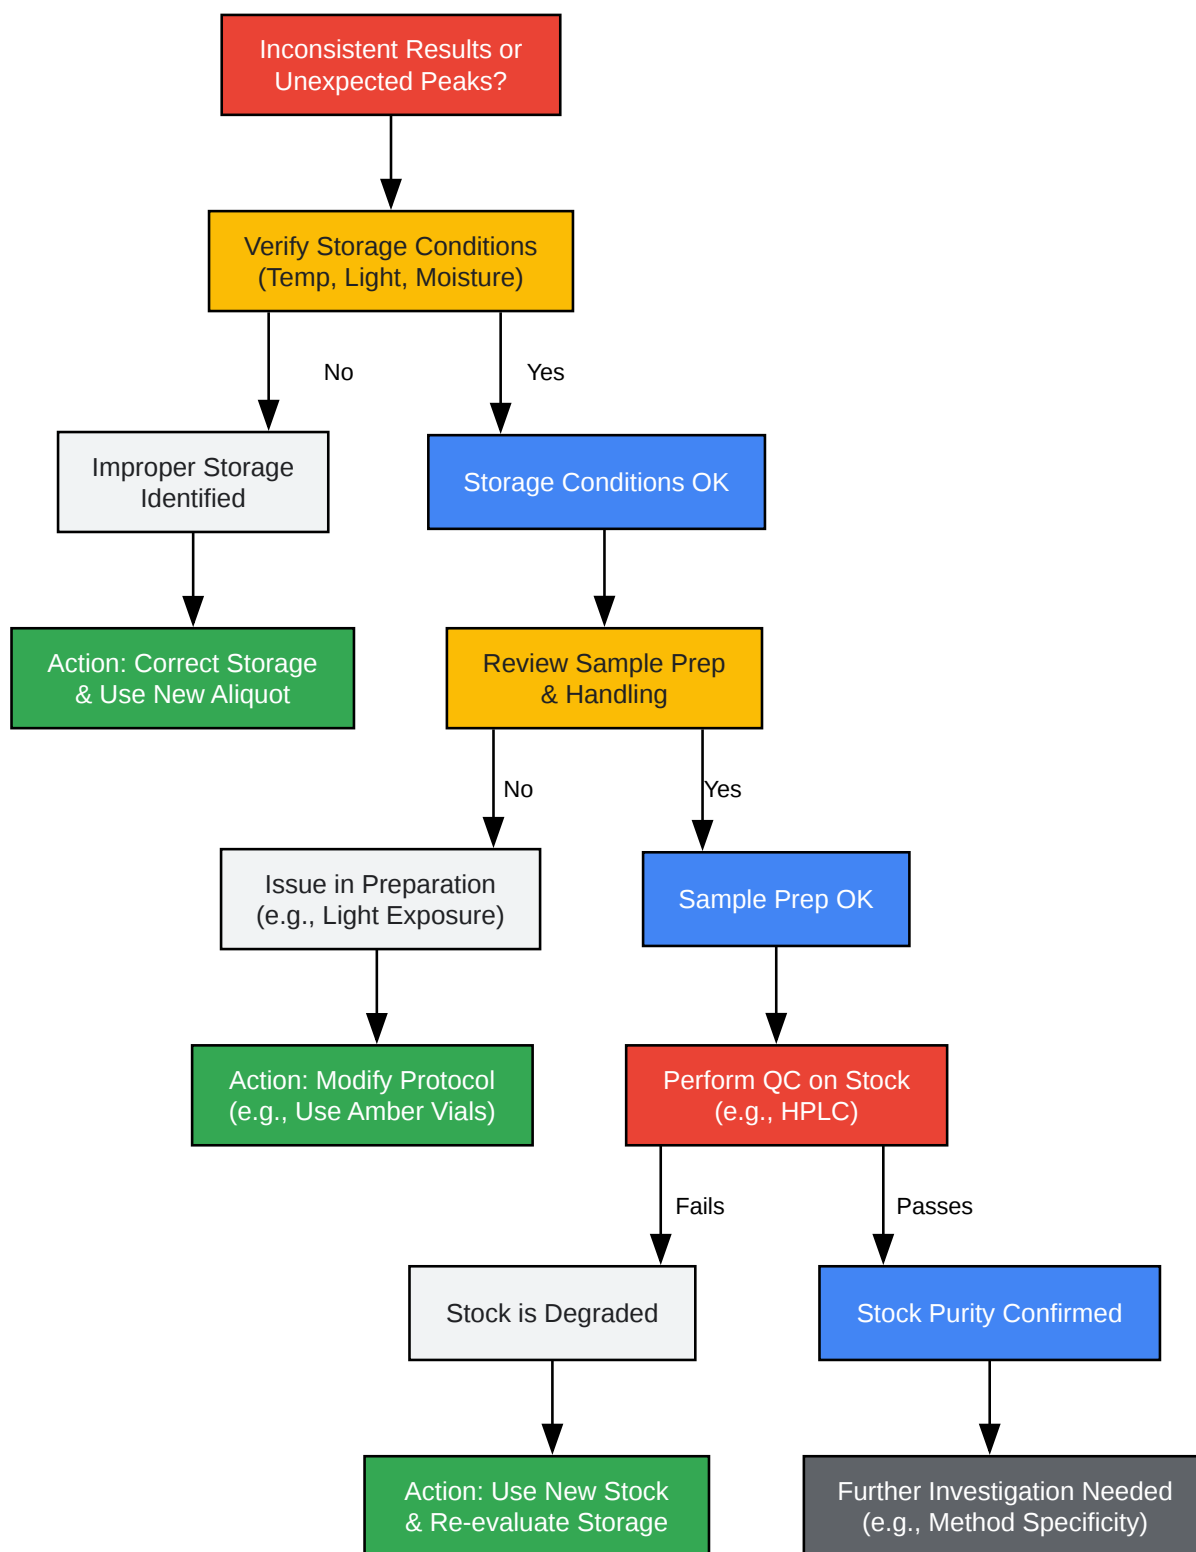 Inconsistent Results or
Unexpected Peaks?
Verify Storage Conditions
(Temp, Light, Moisture)
No
Yes
Improper Storage
Identified
Storage Conditions OK
Action: Correct Storage
& Use New Aliquot
Review Sample Prep
& Handling
No
Yes
Issue in Preparation
(e.g., Light Exposure)
Sample Prep OK
Action: Modify Protocol
(e.g., Use Amber Vials)
Perform QC on Stock
(e.g., HPLC)
Fails
Passes
Stock is Degraded
Stock Purity Confirmed
Action: Use New Stock
& Re-evaluate Storage
Further Investigation Needed
(e.g., Method Specificity)